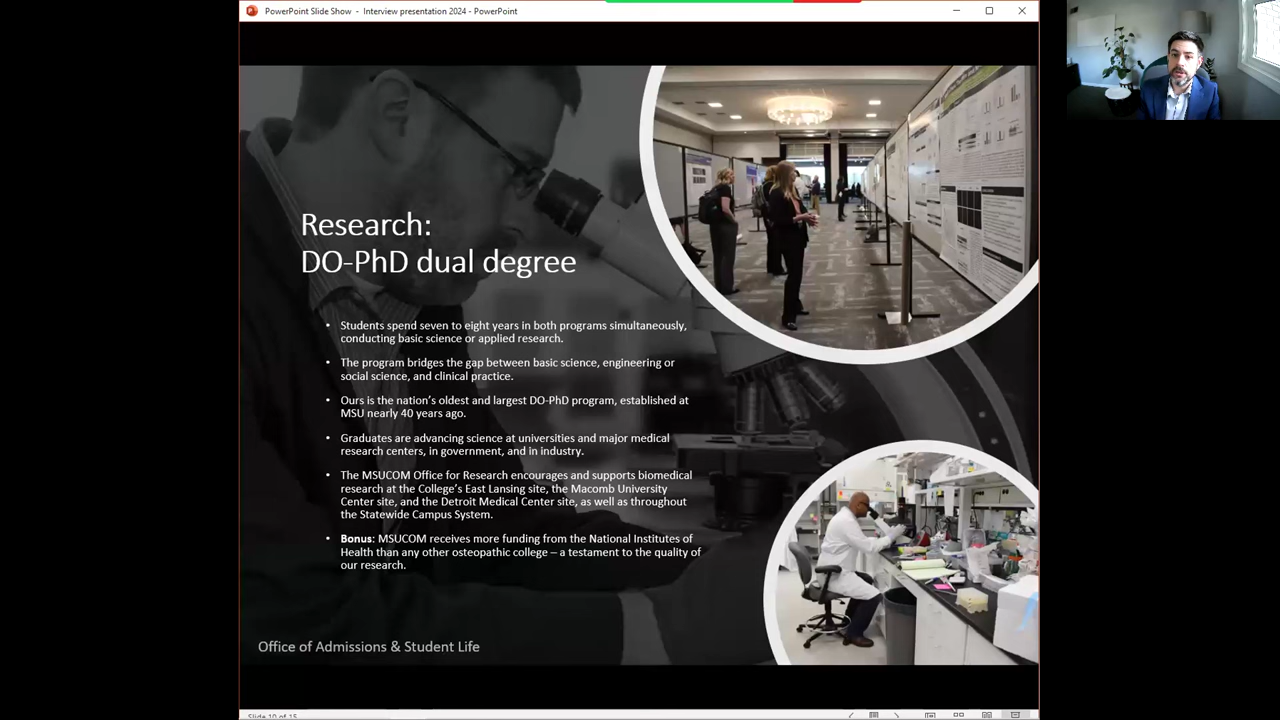 PowerPoint Slide Show - Interview presentation 2024 - PowerPoint
Research:
DO-PhD dual degree
• Students spend seven to eight years in both programs simultaneously,
conducting basic science or applied research.
• The program bridges the gap between basic science, engineering or
social science, and clinical practice.
• Ours is the nation's oldest and largest DO-PhD program, established at
MSU nearly 40 years ago.
• Graduates are advancing science at universities and major medical
research centers, in government, and in industry.
• The MSUCOM Office for Research encourages and supports biomedical
research at the College's East Lansing site, the Macomb University
Center site, and the Detroit Medical Center site, as well as throughout
the Statewide Campus System.
• Bonus: MSUCOM receives more funding from the National Institutes of
Health than any other osteopathic college – a testament to the quality of
our research.
Office of Admissions & Student Life
Slide 10 of 15